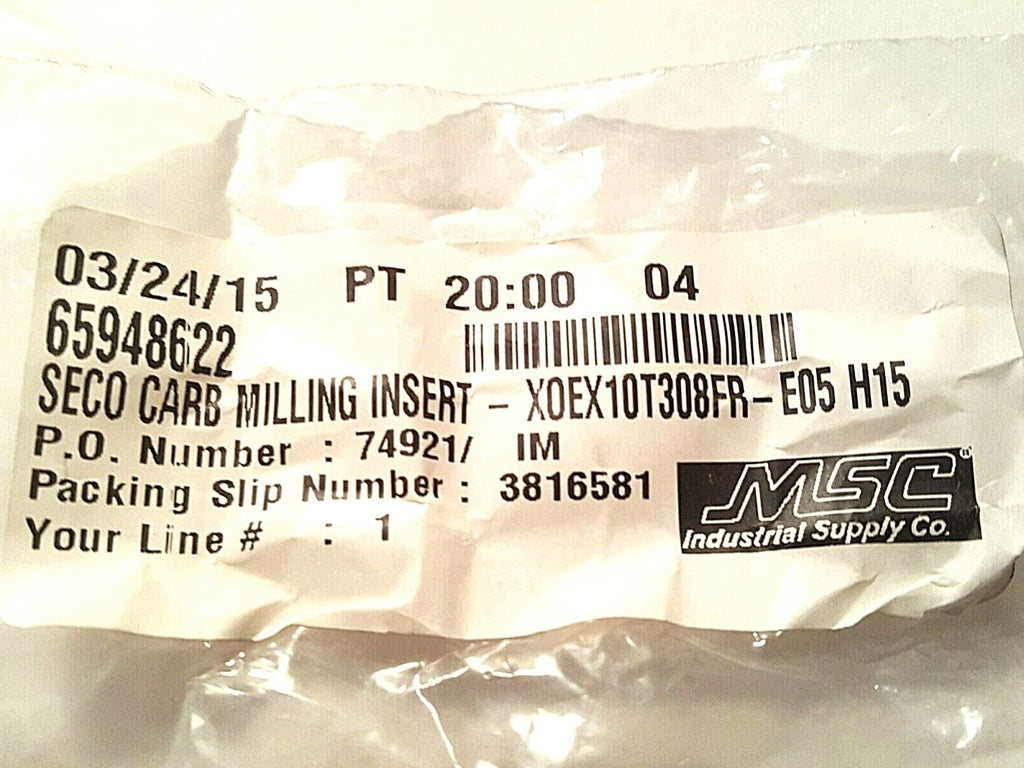 03/24/15 PT 20:00 04
65948622
SECO CARB MILLING INSERT - XOEX10T308FR-E05 H15
P.O. Number : 74921/ IM
Packing Slip Number : 3816581
Your Line # : 1
MSC®
Industrial Supply Co.